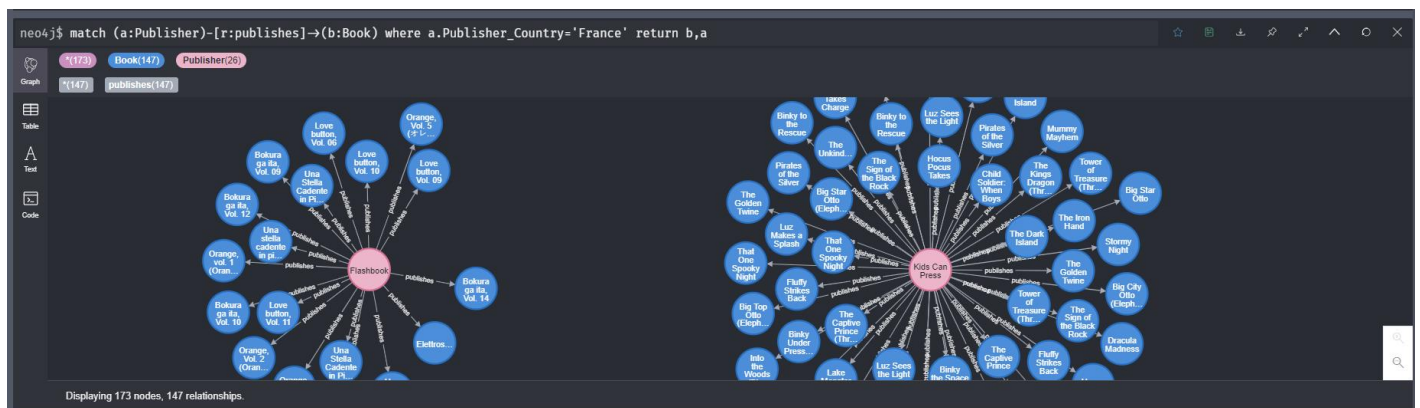 neo4j$ match (a:Publisher)-[r:publishes]→(b:Book) where a.Publisher_Country='France' return b,a
Graph
*(173) Book(147) Publisher(26)
*(147) publishes(147)
Table
Text
Code
Love button, Vol. 06
Orange, Vol. 5 (オレ...
Bokura ga ita, Vol. 09
Una Stella Cadente in Pi...
Love button, Vol. 10
Love button, Vol. 09
Bokura ga ita, Vol. 12
Una stella cadente in pi...
Orange, vol. 1 (Oran...
Flashbook
publishes
Bokura ga ita, Vol. 14
Bokura ga ita, Vol. 10
Love button, Vol. 11
Orange, Vol. 2 (Oran...
Una Stella Cadente in Pi...
Elettros...
Takes Charge
Island
Binky to the Rescue
Binky to the Rescue
Luz Sees the Light
Pirates of the Silver
Mummy Mayhem
The Unkind...
Pirates of the Silver
The Sign of the Black Rock
Hocus Pocus Takes
Child Soldier: When Boys
The Kings Dragon (Thr...
Tower of Treasure (Thr...
Big Star Otto
The Golden Twine
Big Star Otto (Eleph...
Luz Makes a Splash
The Iron Hand
The Dark Island
That One Spooky Night
That One Spooky Night
Kids Can Press
publishes
Stormy Night
The Golden Twine
Fluffy Strikes Back
Big Top Otto (Eleph...
Tower of Treasure (Thr...
Big City Otto (Eleph...
The Sign of the Black Rock
The Captive Prince (Thr...
Binky Under Press...
Dracula Madness
Into the Woods
Lake
Luz Sees the Light
Binky the Space
The Captive Prince
Fluffy Strikes Back
Displaying 173 nodes, 147 relationships.